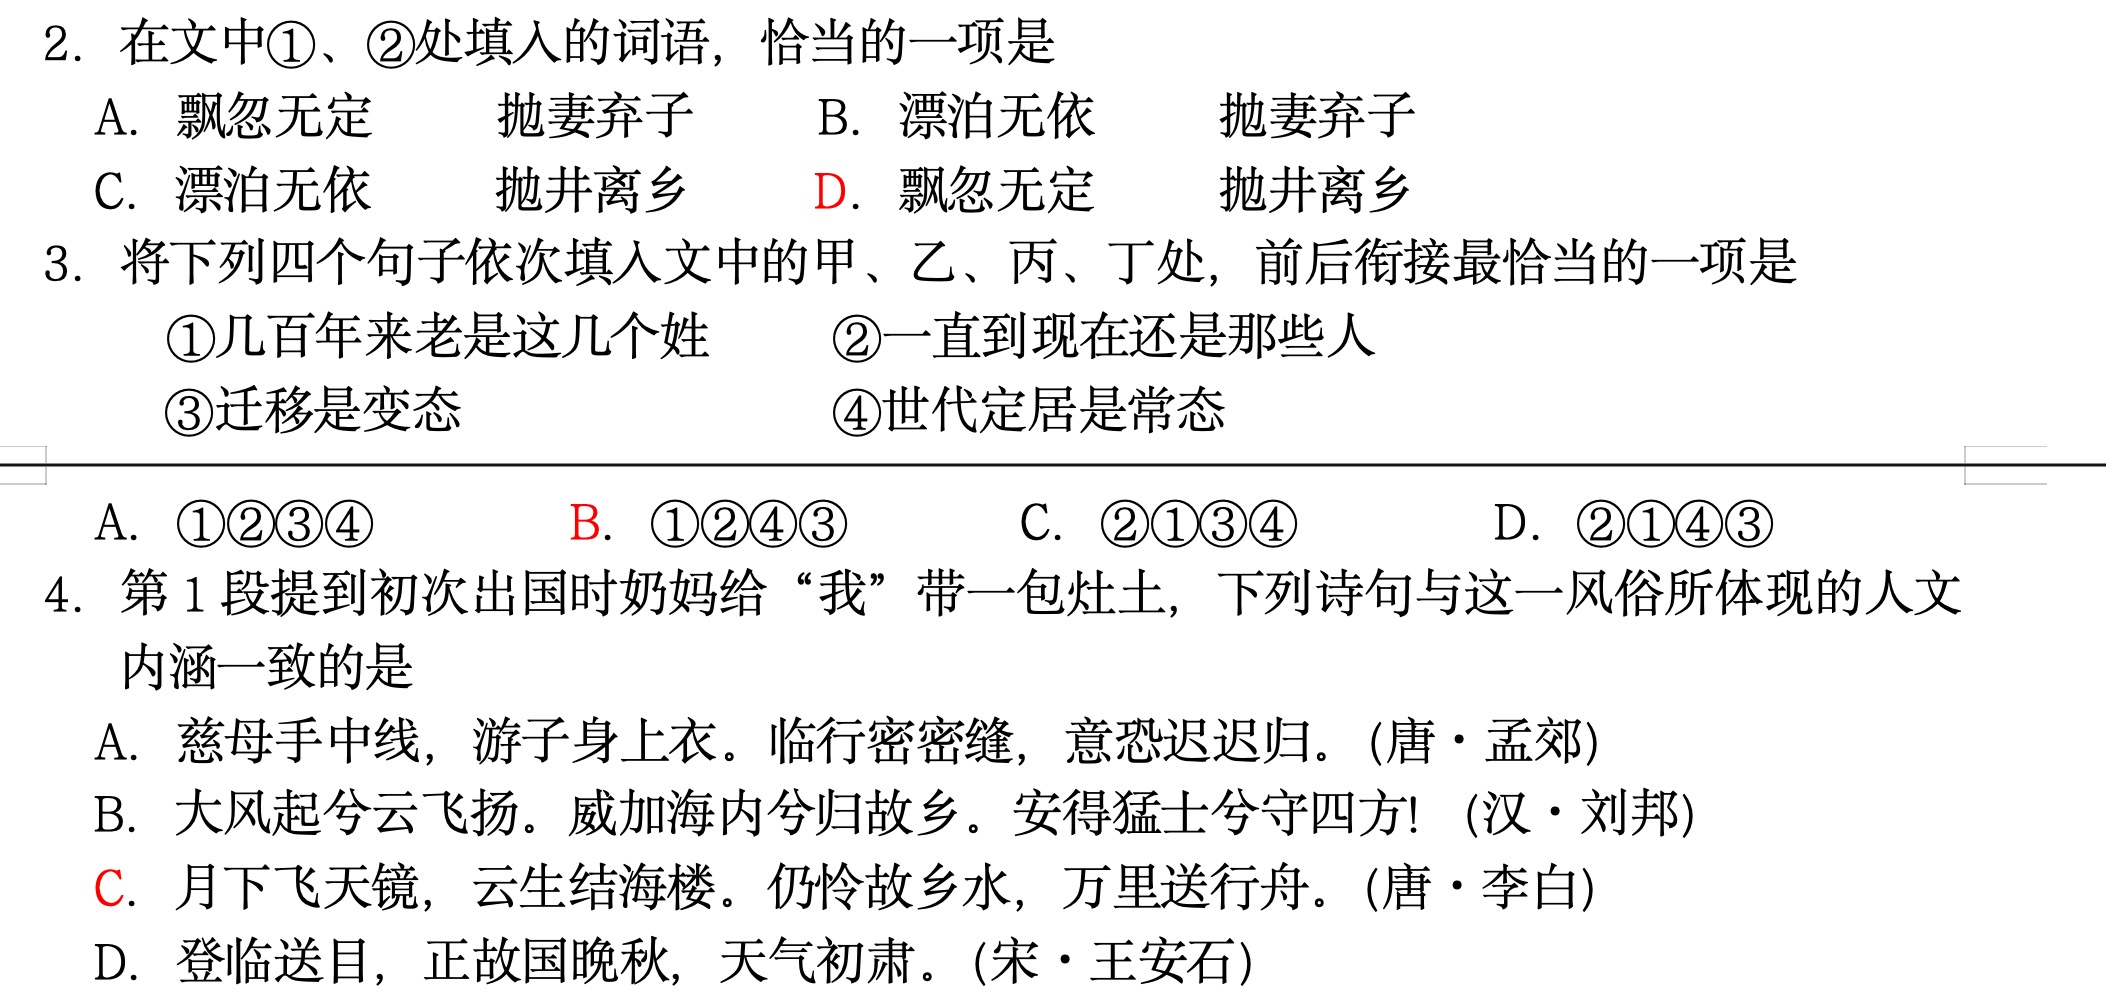 2. 在文中①、②处填入的词语，恰当的一项是
A. 飘忽无定 抛妻弃子 B. 漂泊无依 抛妻弃子
C. 漂泊无依 抛井离乡 D. 飘忽无定 抛井离乡
3. 将下列四个句子依次填入文中的甲、乙、丙、丁处，前后衔接最恰当的一项是
①几百年来老是这几个姓 ②一直到现在还是那些人
③迁移是变态 ④世代定居是常态
A. ①②③④ B. ①②④③ C. ②①③④ D. ②①④③
4. 第 1 段提到初次出国时奶妈给“我”带一包灶土，下列诗句与这一风俗所体现的人文
内涵一致的是
A. 慈母手中线，游子身上衣。临行密密缝，意恐迟迟归。(唐·孟郊)
B. 大风起兮云飞扬。威加海内兮归故乡。安得猛士兮守四方！(汉·刘邦)
C. 月下飞天镜，云生结海楼。仍怜故乡水，万里送行舟。(唐·李白)
D. 登临送目，正故国晚秋，天气初肃。(宋·王安石)